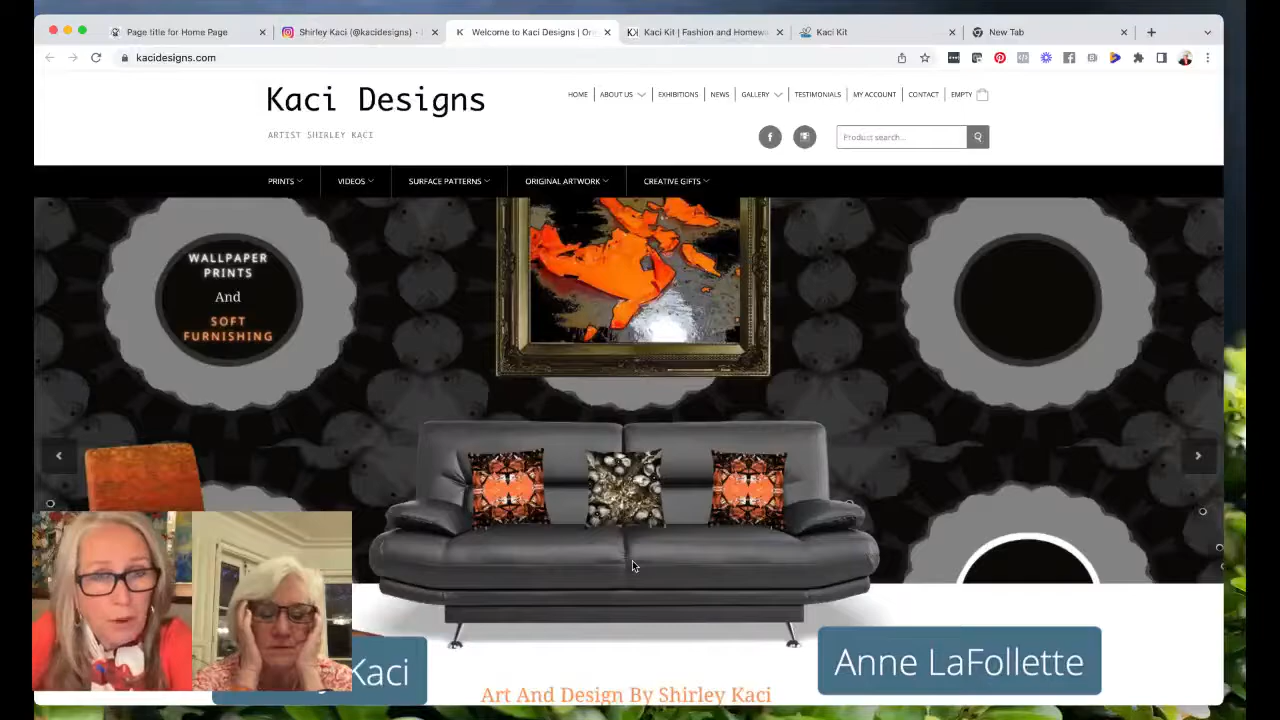 Page title for Home Page
Shirley Kaci (@kacidesigns) ·
Welcome to Kaci Designs | Ori
Kaci Kit | Fashion and Homewa
Kaci Kit
New Tab
kacidesigns.com
Kaci Designs
ARTIST SHIRLEY KACI
HOME
ABOUT US
EXHIBITIONS
NEWS
GALLERY
TESTIMONIALS
MY ACCOUNT
CONTACT
EMPTY
Product search...
PRINTS
VIDEOS
SURFACE PATTERNS
ORIGINAL ARTWORK
CREATIVE GIFTS
WALLPAPER
PRINTS
And
SOFT
FURNISHING
Kaci
Anne LaFollette
Art And Design By Shirley Kaci